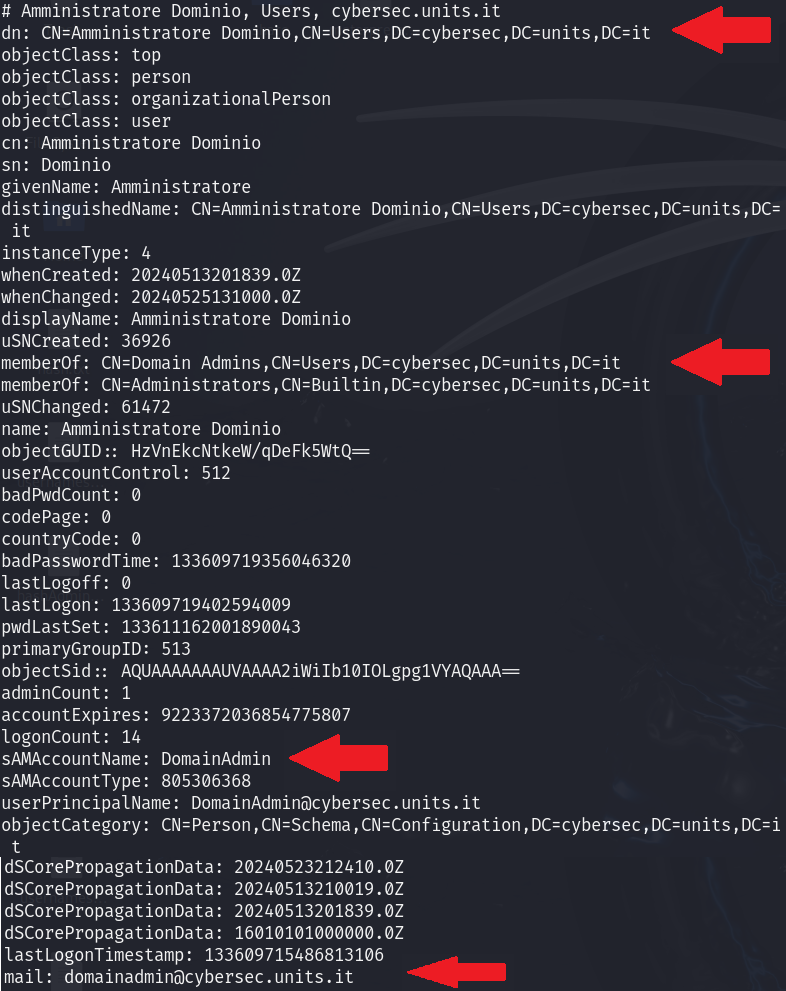 # Amministratore Dominio, Users, cybersec.units.it
dn: CN=Amministratore Dominio,CN=Users,DC=cybersec,DC=units,DC=it
objectClass: top
objectClass: person
objectClass: organizationalPerson
objectClass: user
cn: Amministratore Dominio
sn: Dominio
givenName: Amministratore
distinguishedName: CN=Amministratore Dominio,CN=Users,DC=cybersec,DC=units,DC=
 it
instanceType: 4
whenCreated: 20240513201839.0Z
whenChanged: 20240525131000.0Z
displayName: Amministratore Dominio
uSNCreated: 36926
memberOf: CN=Domain Admins,CN=Users,DC=cybersec,DC=units,DC=it
memberOf: CN=Administrators,CN=Builtin,DC=cybersec,DC=units,DC=it
uSNChanged: 61472
name: Amministratore Dominio
objectGUID:: HzVnEkcNtkeW/qDeFk5WtQ==
userAccountControl: 512
badPwdCount: 0
codePage: 0
countryCode: 0
badPasswordTime: 133609719356046320
lastLogoff: 0
lastLogon: 133609719402594009
pwdLastSet: 133611162001890043
primaryGroupID: 513
objectSid:: AQUAAAAAAAUVAAAA2iWiIb10IOLgpg1VYAQAAA==
adminCount: 1
accountExpires: 9223372036854775807
logonCount: 14
sAMAccountName: DomainAdmin
sAMAccountType: 805306368
userPrincipalName: DomainAdmin@cybersec.units.it
objectCategory: CN=Person,CN=Schema,CN=Configuration,DC=cybersec,DC=units,DC=i
 t
dSCorePropagationData: 20240523212410.0Z
dSCorePropagationData: 20240513210019.0Z
dSCorePropagationData: 20240513201839.0Z
dSCorePropagationData: 16010101000000.0Z
lastLogonTimestamp: 133609715486813106
mail: domainadmin@cybersec.units.it